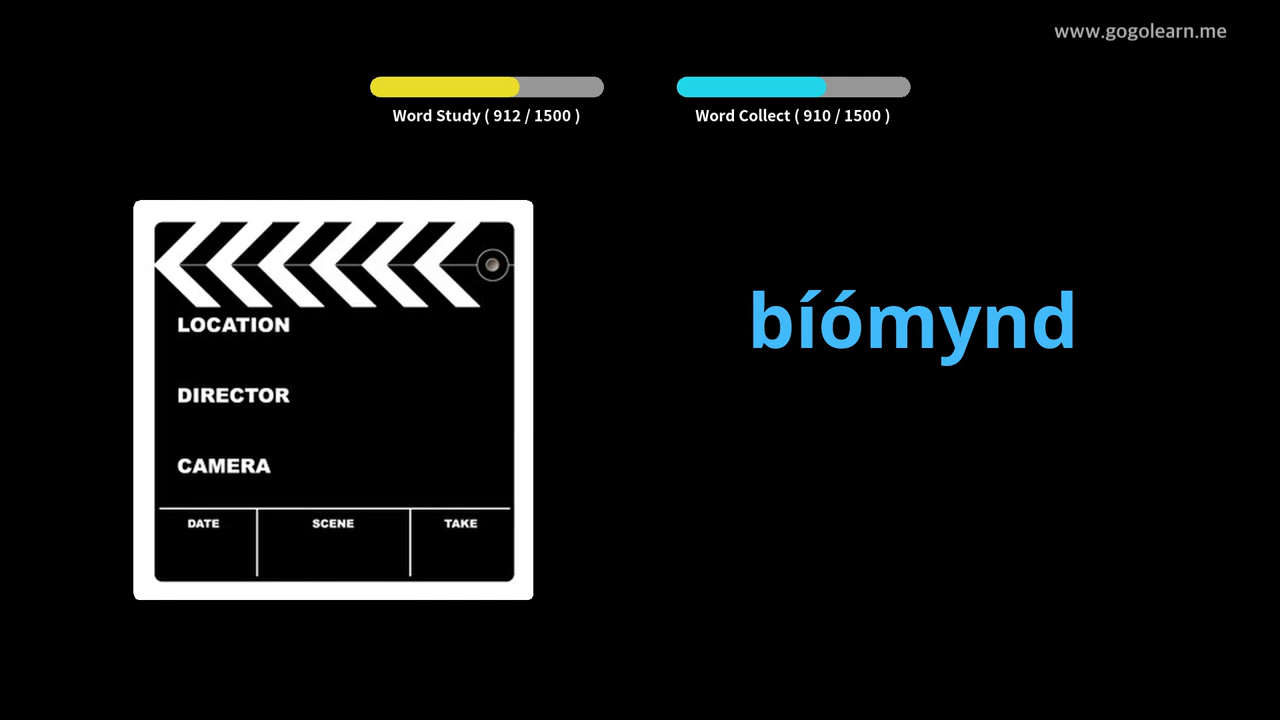 www.gogolearn.me
Word Study ( 912 / 1500 )
Word Collect ( 910 / 1500 )
LOCATION
DIRECTOR
CAMERA
DATE
SCENE
TAKE
bíómynd